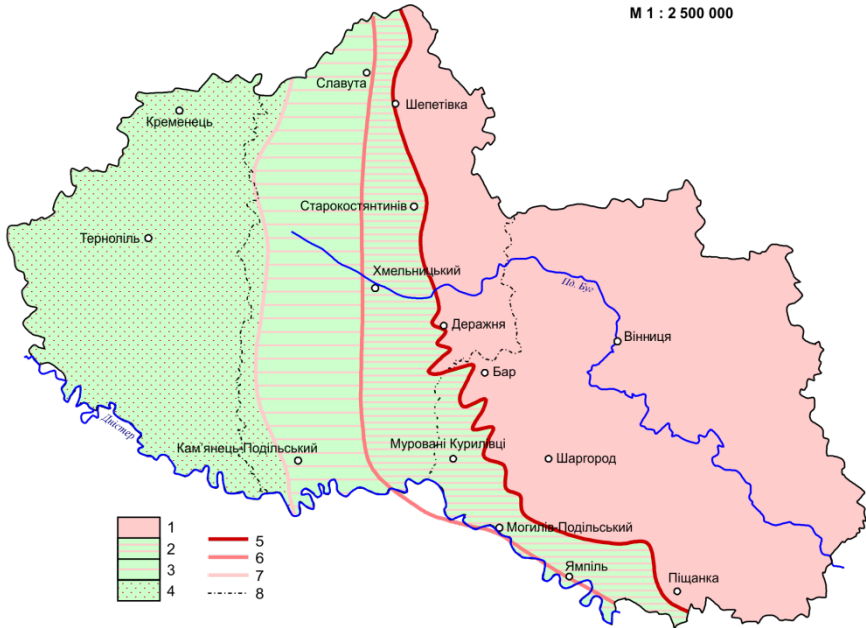 М 1 : 2 500 000
Славута
Шепетівка
Кременець
Старокостянтинів
Тернопіль
Хмельницький
Пд. Буг
Деражня
Вінниця
Бар
Дністер
Кам'янець-Подільський
Муровані Курилівці
Шаргород
Могилів-Подільський
Ямпіль
Піщанка
1
2
3
4
5
6
7
8